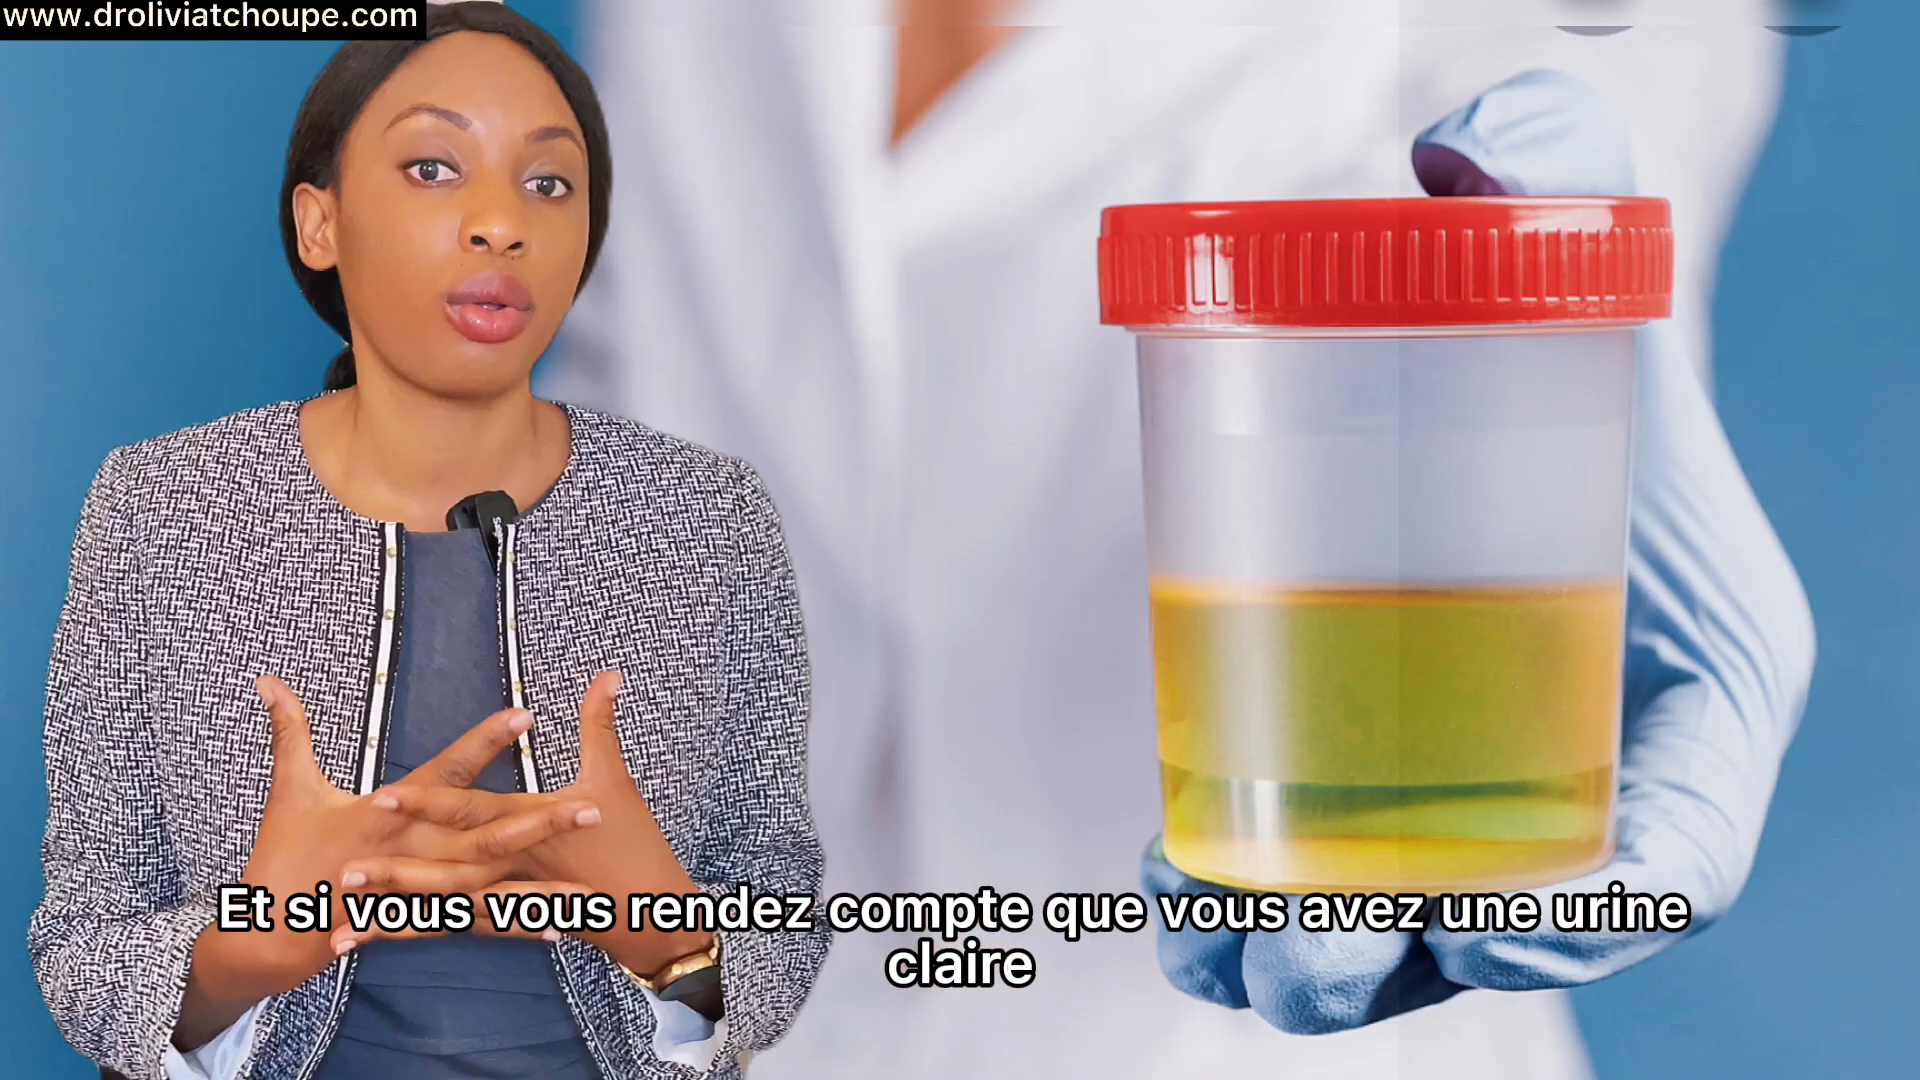 www.droliviatchoupe.com
Et si vous vous rendez compte que vous avez une urine
claire